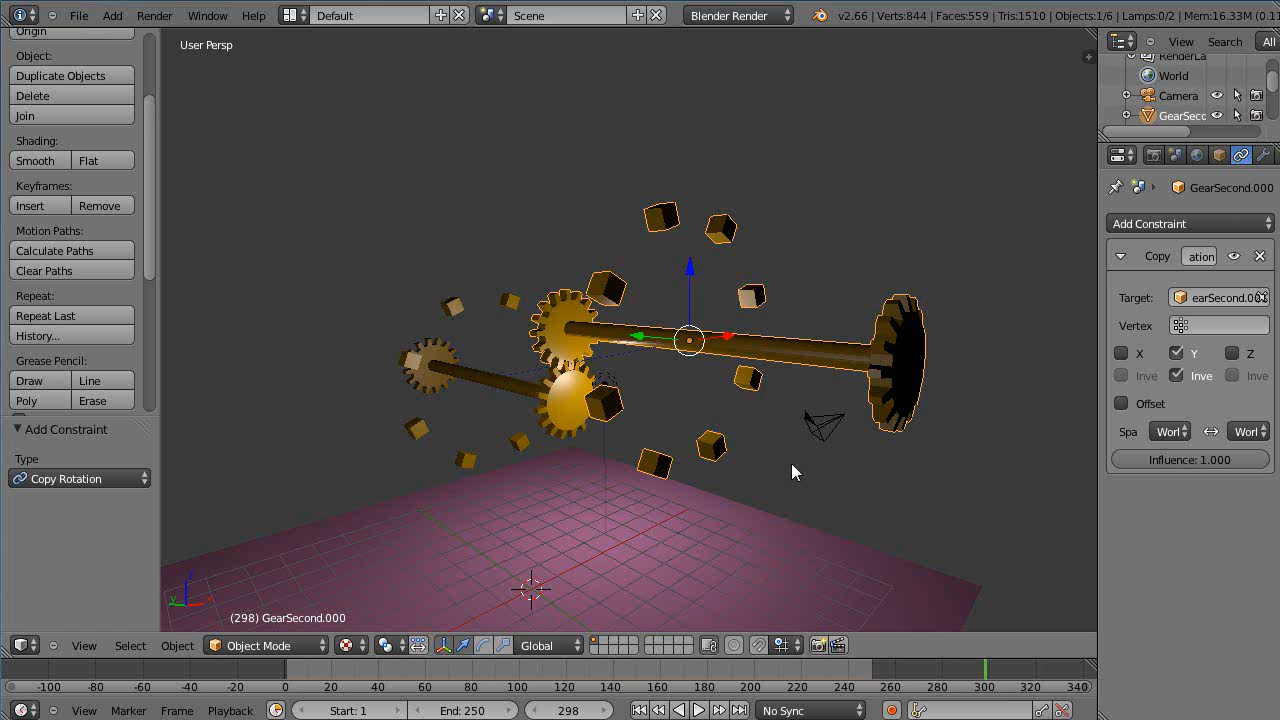 File Add Render Window Help Default Scene Blender Render v2.66 | Verts:844 | Faces:559 | Tris:1510 | Objects:1/6 | Lamps:0/2 | Mem:16.33M (0.1
Origin
Object:
Duplicate Objects
Delete
Join
Shading:
Smooth Flat
Keyframes:
Insert Remove
Motion Paths:
Calculate Paths
Clear Paths
Repeat:
Repeat Last
History...
Grease Pencil:
Draw Line
Poly Erase
Add Constraint
Type
Copy Rotation
User Persp
(298) GearSecond.000
View Search All
RenderLa
World
Camera
GearSec
GearSecond.000
Add Constraint
Copy ation
Target:
Vertex
X Y Z
Inve Inve Inve
Offset
Spa Worl Worl
Influence: 1.000
View Select Object Object Mode Global
-100 -80 -60 -40 -20 0 20 40 60 80 100 120 140 160 180 200 220 240 260 280 300 320 340
View Marker Frame Playback Start: 1 End: 250 298 No Sync